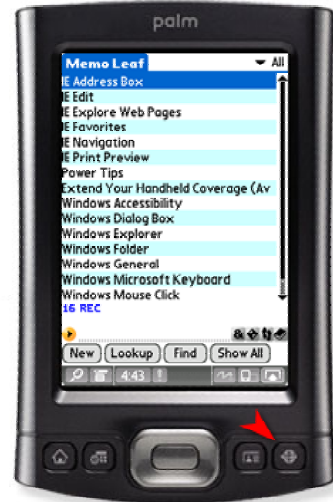 palm
Memo Leaf
All
IE Address Box
IE Edit
IE Explore Web Pages
IE Favorites
IE Navigation
IE Print Preview
Power Tips
Extend Your Handheld Coverage (Av
Windows Accessibility
Windows Dialog Box
Windows Explorer
Windows Folder
Windows General
Windows Microsoft Keyboard
Windows Mouse Click
16 REC
New Lookup Find Show All
4:43